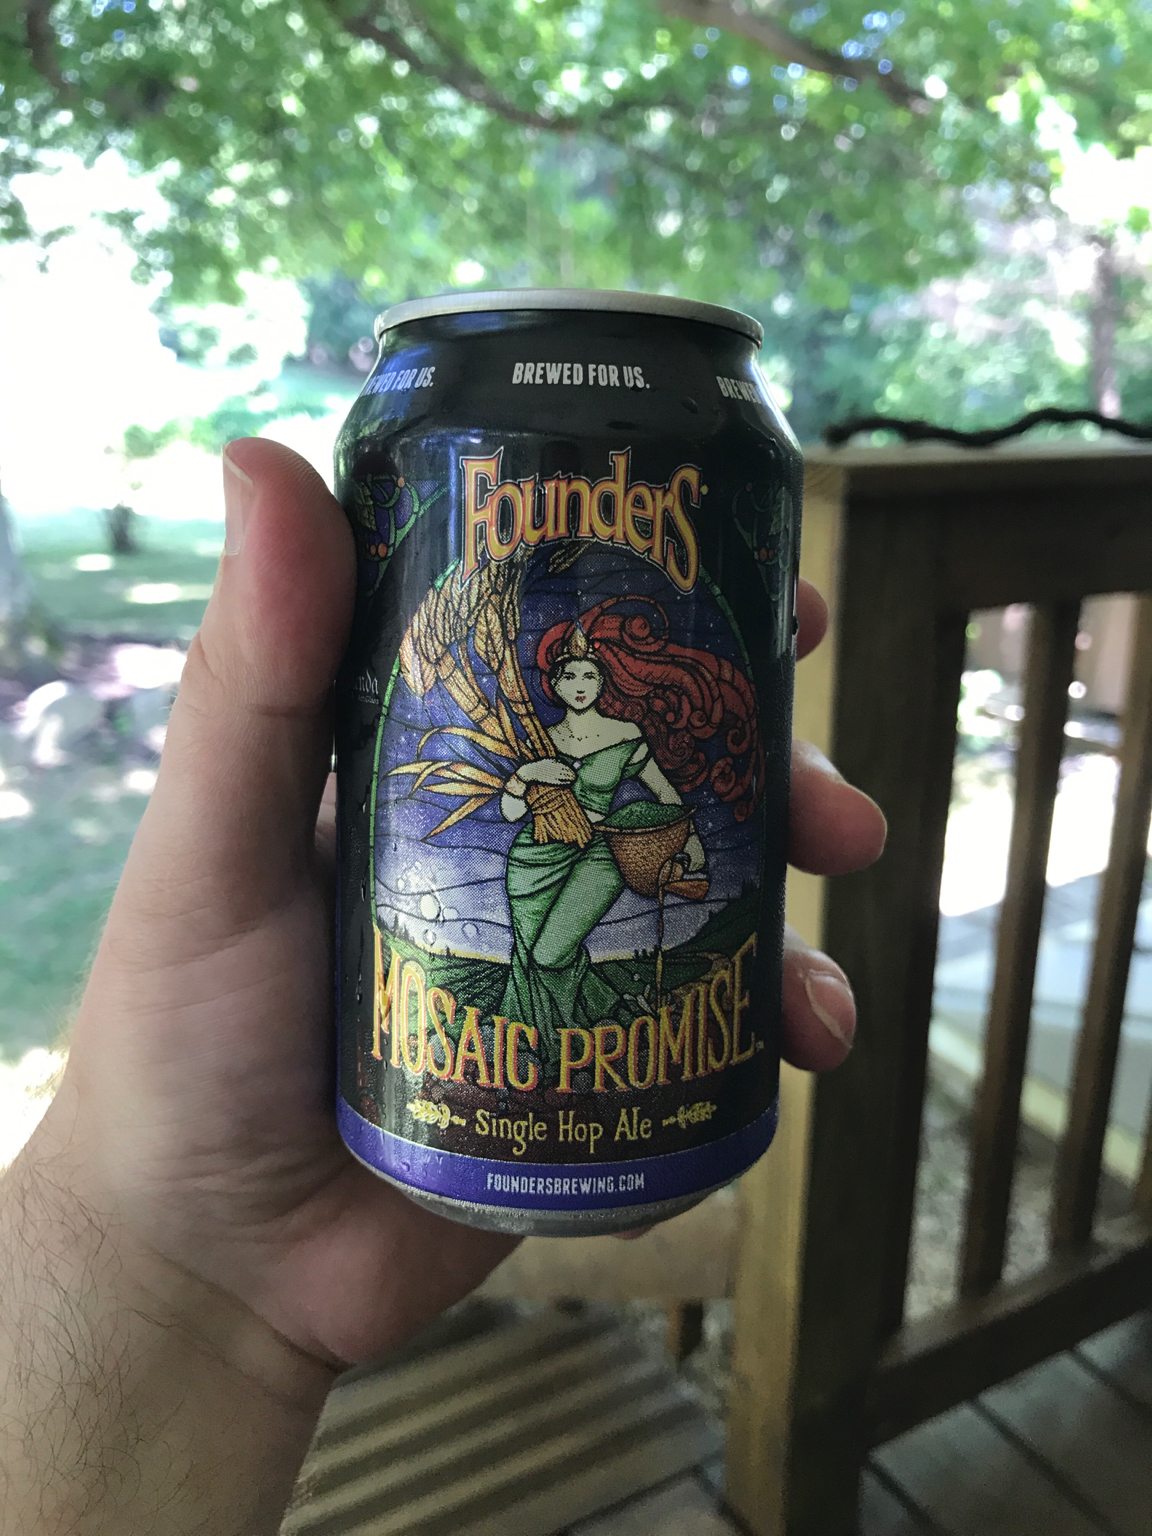 BREWED FOR US.
Founders
MOSAIC PROMISE
Single Hop Ale
FOUNDERSBREWING.COM